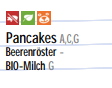 Pancakes A,C,G
Beerenröster -
BIO-Milch G